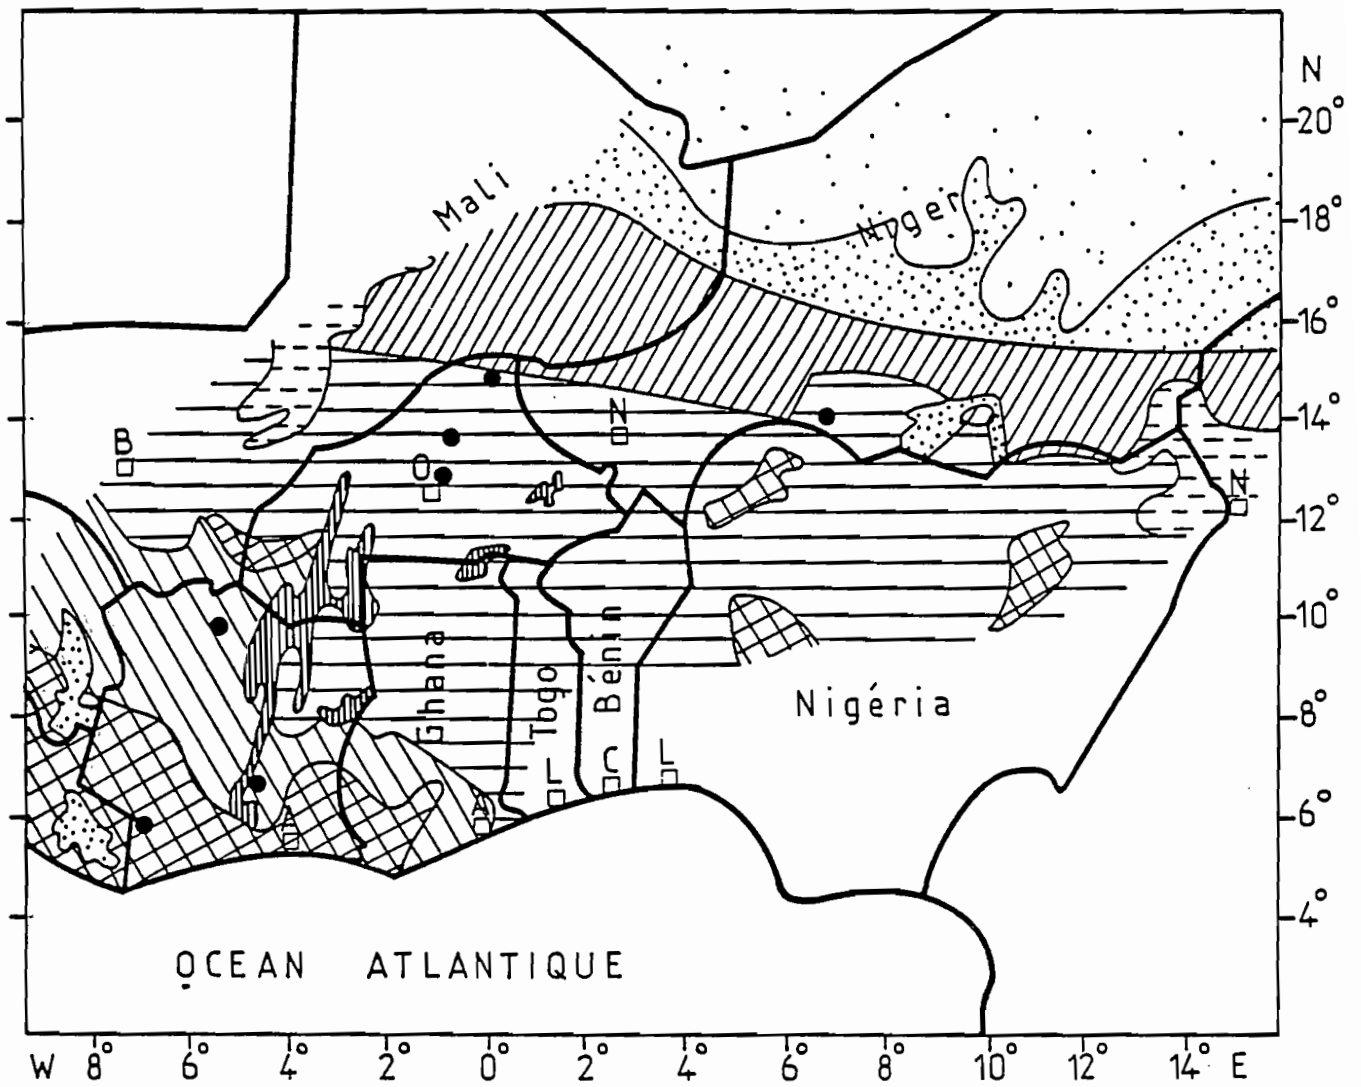 N
20°
Mali
Niger
18°
16°
14°
N
B
O
N
12°
10°
Ghana
Togo
Bénin
Nigéria
8°
L
C
L
A
A
6°
4°
OCEAN ATLANTIQUE
W 8° 6° 4° 2° 0° 2° 4° 6° 8° 10° 12° 14° E